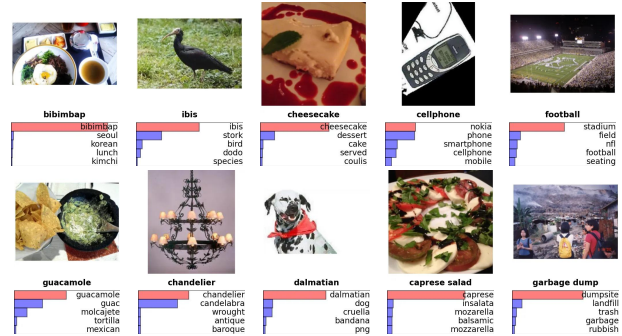 bibimbap
bibimbap
seoul
korean
lunch
kimchi
ibis
ibis
stork
bird
dodo
species
cheesecake
cheesecake
dessert
cake
served
coulis
cellphone
nokia
phone
smartphone
cellphone
mobile
football
stadium
field
nfl
football
seating
guacamole
guacamole
guac
molcajete
tortilla
mexican
chandelier
chandelier
candelabra
wrought
antique
baroque
dalmatian
dalmatian
dog
cruella
bandana
png
caprese salad
caprese
insalata
mozarella
balsamic
mozzarella
garbage dump
dumpsite
landfill
trash
garbage
rubbish